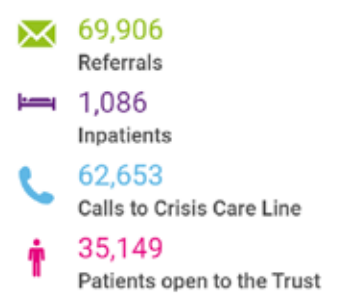 69,906
Referrals
1,086
Inpatients
62,653
Calls to Crisis Care Line
35,149
Patients open to the Trust